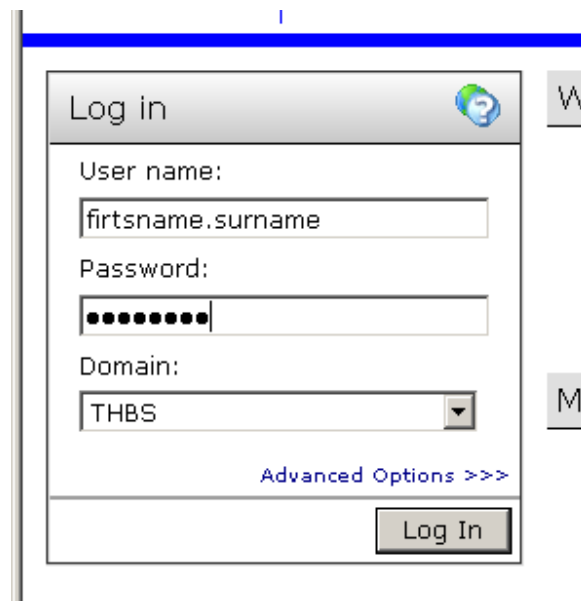 Log in
User name:
firtsname.surname
Password:
●●●●●●●●
Domain:
THBS
Advanced Options >>>
Log In
W
M